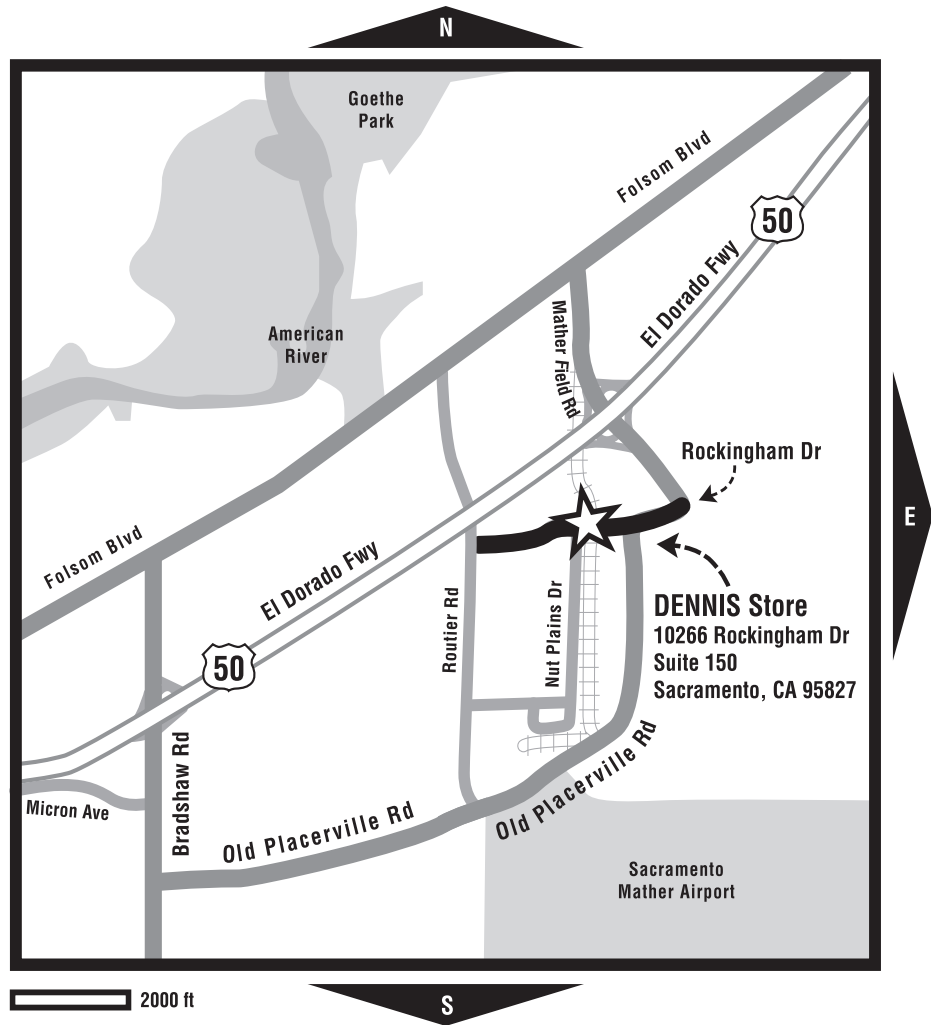 N
Goethe
Park
Folsom Blvd
50
El Dorado Fwy
Mather Field Rd
American
River
Rockingham Dr
E
Folsom Blvd
El Dorado Fwy
Routier Rd
Nut Plains Dr
DENNIS Store
10266 Rockingham Dr
Suite 150
Sacramento, CA 95827
50
Bradshaw Rd
Micron Ave
Old Placerville Rd
Old Placerville Rd
Sacramento
Mather Airport
2000 ft
S